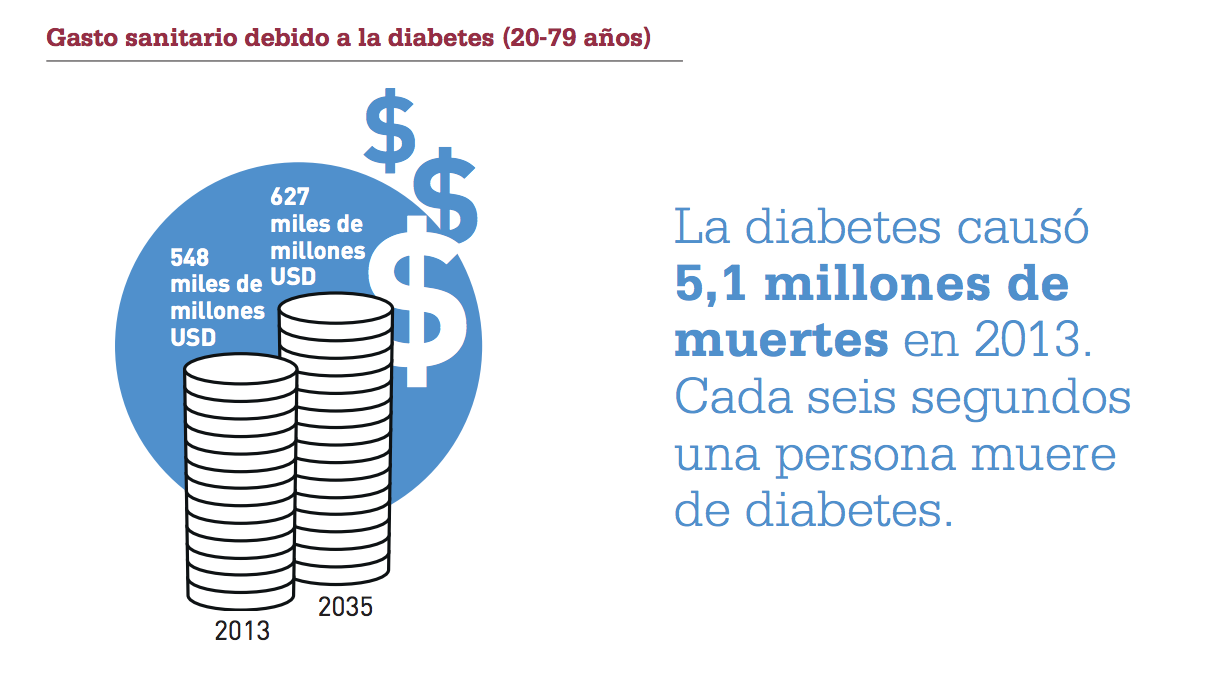 Gasto sanitario debido a la diabetes (20-79 años)
$
$
$
627
miles de
millones
USD
548
miles de
millones
USD
2035
2013
La diabetes causó
5,1 millones de
muertes en 2013.
Cada seis segundos
una persona muere
de diabetes.